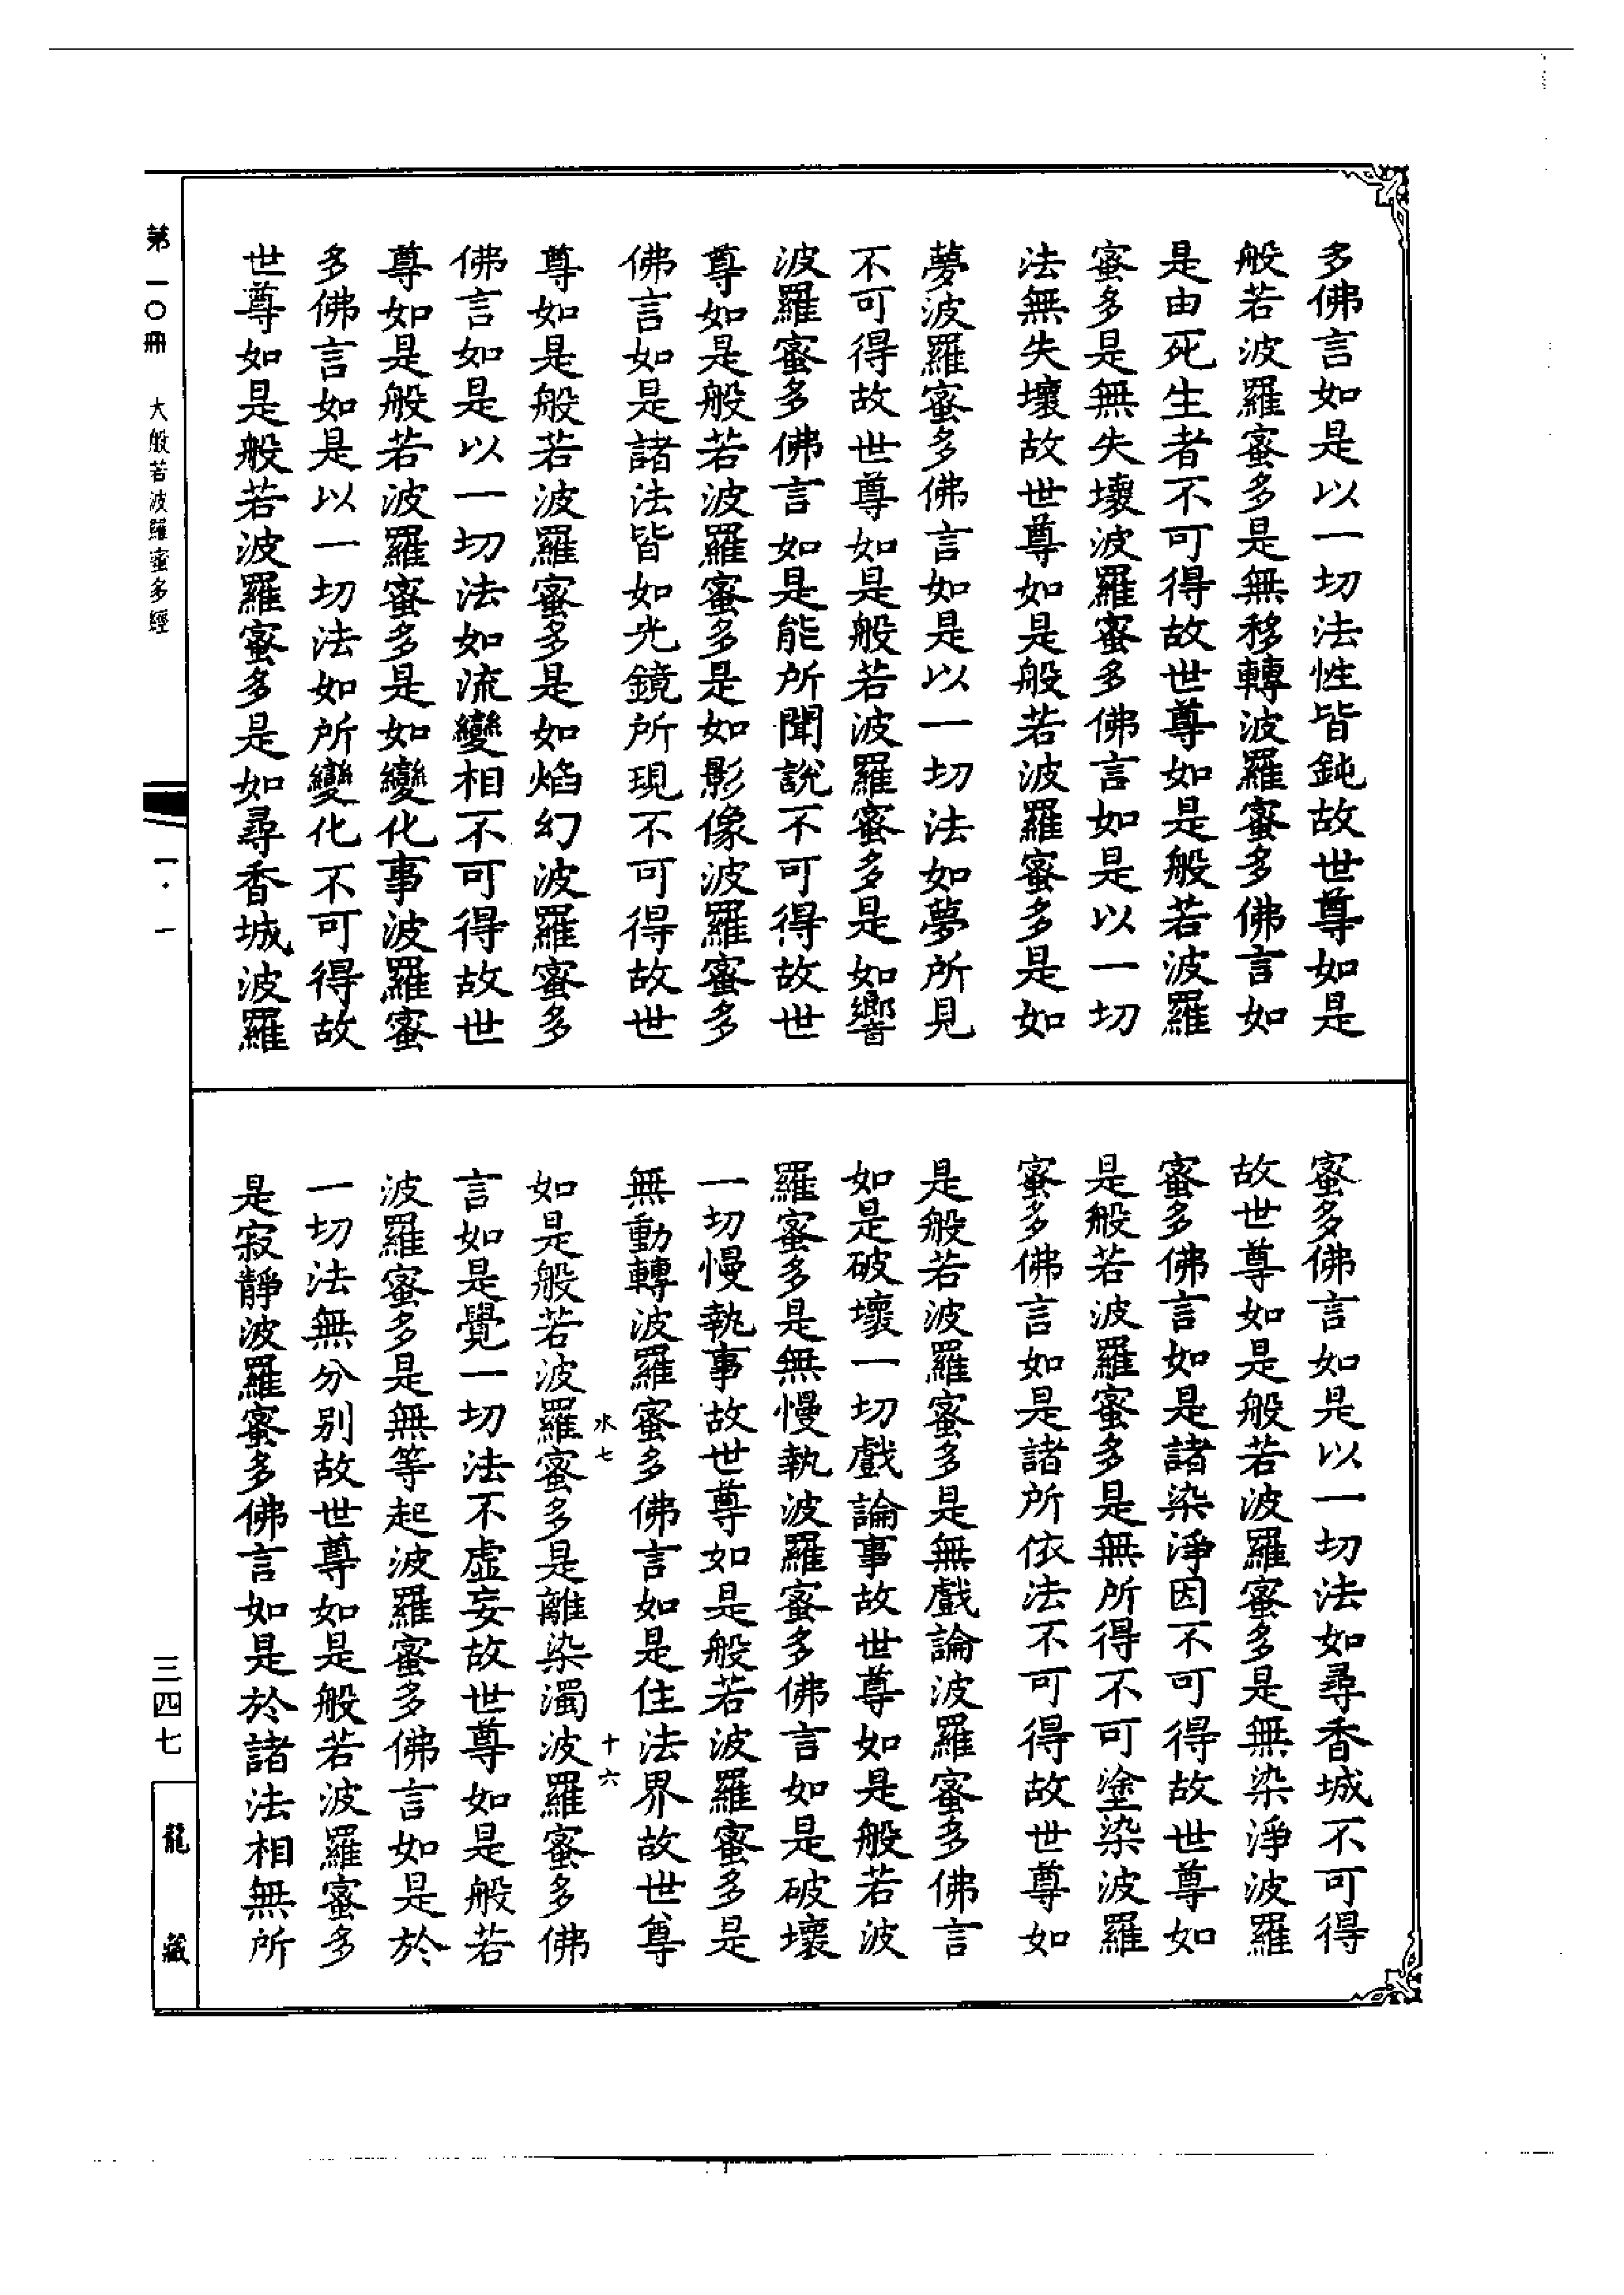 多佛言如是以一切法性皆鈍故世尊如是
般若波羅蜜多是無移轉波羅蜜多佛言如
是由死生者不可得故世尊如是般若波羅
蜜多是無失壞波羅蜜多佛言如是以一切
法無失壞故世尊如是般若波羅蜜多是如
夢波羅蜜多佛言如是以一切法如夢所見
不可得故世尊如是般若波羅蜜多是如響
波羅蜜多佛言如是能所聞說不可得故世
尊如是般若波羅蜜多是如影像波羅蜜多
佛言如是諸法皆如光鏡所現不可得故世
尊如是般若波羅蜜多是如焰幻波羅蜜多
佛言如是以一切法如流變相不可得故世
尊如是般若波羅蜜多是如變化事波羅蜜
多佛言如是以一切法如所變化不可得故
世尊如是般若波羅蜜多是如尋香城波羅
蜜多佛言如是以一切法如尋香城不可得
故世尊如是般若波羅蜜多是無染淨波羅
蜜多佛言如是諸染淨因不可得故世尊如
是般若波羅蜜多是無所得不可塗染波羅
蜜多佛言如是諸所依法不可得故世尊如
是般若波羅蜜多是無戲論波羅蜜多佛言
如是破壞一切戲論事故世尊如是般若波
羅蜜多是無慢執波羅蜜多佛言如是破壞
一切慢執事故世尊如是般若波羅蜜多是
無動轉波羅蜜多佛言如是住法界故世尊
水七 十六
如是般若波羅蜜多是離染濁波羅蜜多佛
言如是覺一切法不虛妄故世尊如是般若
波羅蜜多是無等起波羅蜜多佛言如是於
一切法無分別故世尊如是般若波羅蜜多
是寂靜波羅蜜多佛言如是於諸法相無所
第一〇冊 大般若波羅蜜多經 一·一 三四七
龍藏